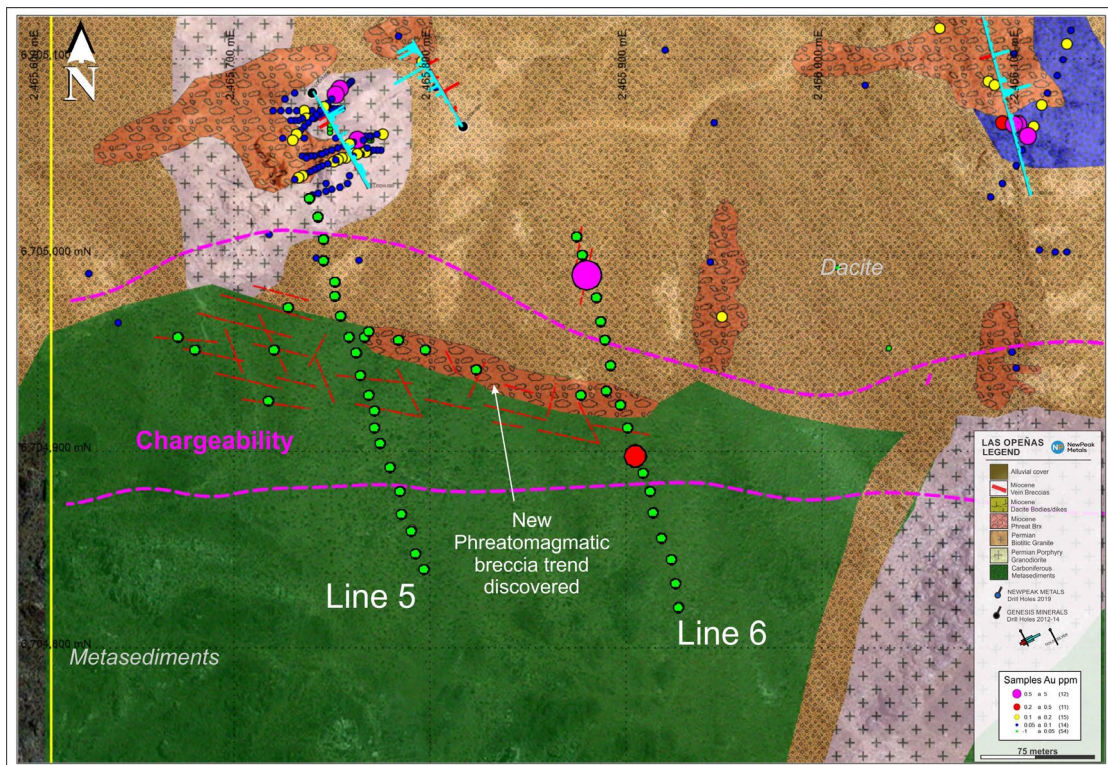 6,705,100
2,465,700 mE
2,465,800 mE
2,465,900 mE
2,466,000 mE
N
6,705,000 mN
Dacite
6,704,900 mN
Chargeability
New
Phreatomagmatic
breccia trend
discovered
Line 5
Line 6
6,704,800 mN
Metasediments
LAS OPEÑAS
LEGEND
NewPeak
Metals
Alluvial cover
Miocene
Vein Breccias
Miocene
Dacite Bodies/dikes
Miocene
Phreat Brx
Permian
Biotitic Granite
Permian Porphyry
Granodiorite
Carboniferous
Metasediments
NEWPEAK METALS
Drill Holes 2019
GENESIS MINERALS
Drill Holes 2012-14
Samples Au ppm
0.5 a 5 (12)
0.2 a 0.5 (11)
0.1 a 0.2 (15)
0.05 a 0.1 (14)
-1 a 0.05 (54)
75 meters